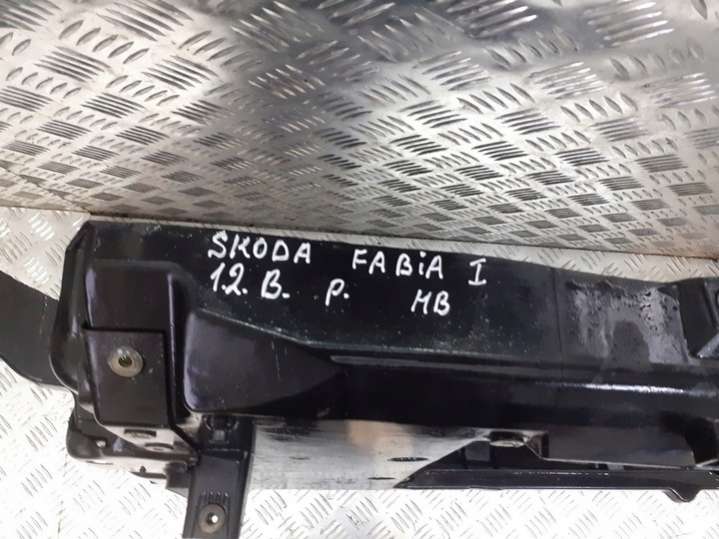 SKODA FABiA I
1.2. B. p. MB